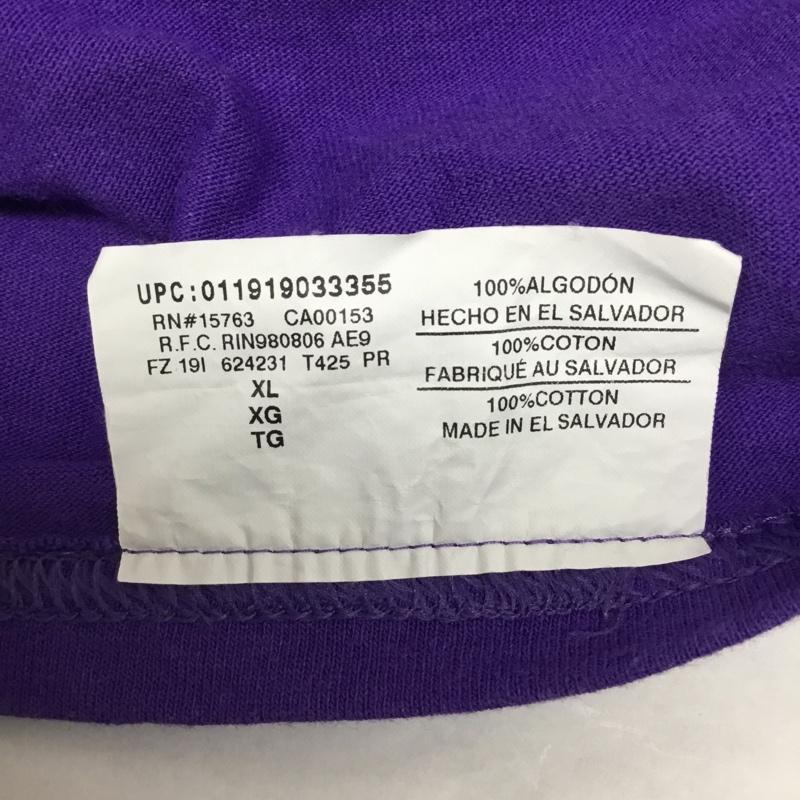 UPC:011919033355
RN#15763 CA00153
R.F.C. RIN980806 AE9
FZ 19I 624231 T425 PR
XL
XG
TG
100%ALGODÓN
HECHO EN EL SALVADOR
100%COTON
FABRIQUÉ AU SALVADOR
100%COTTON
MADE IN EL SALVADOR